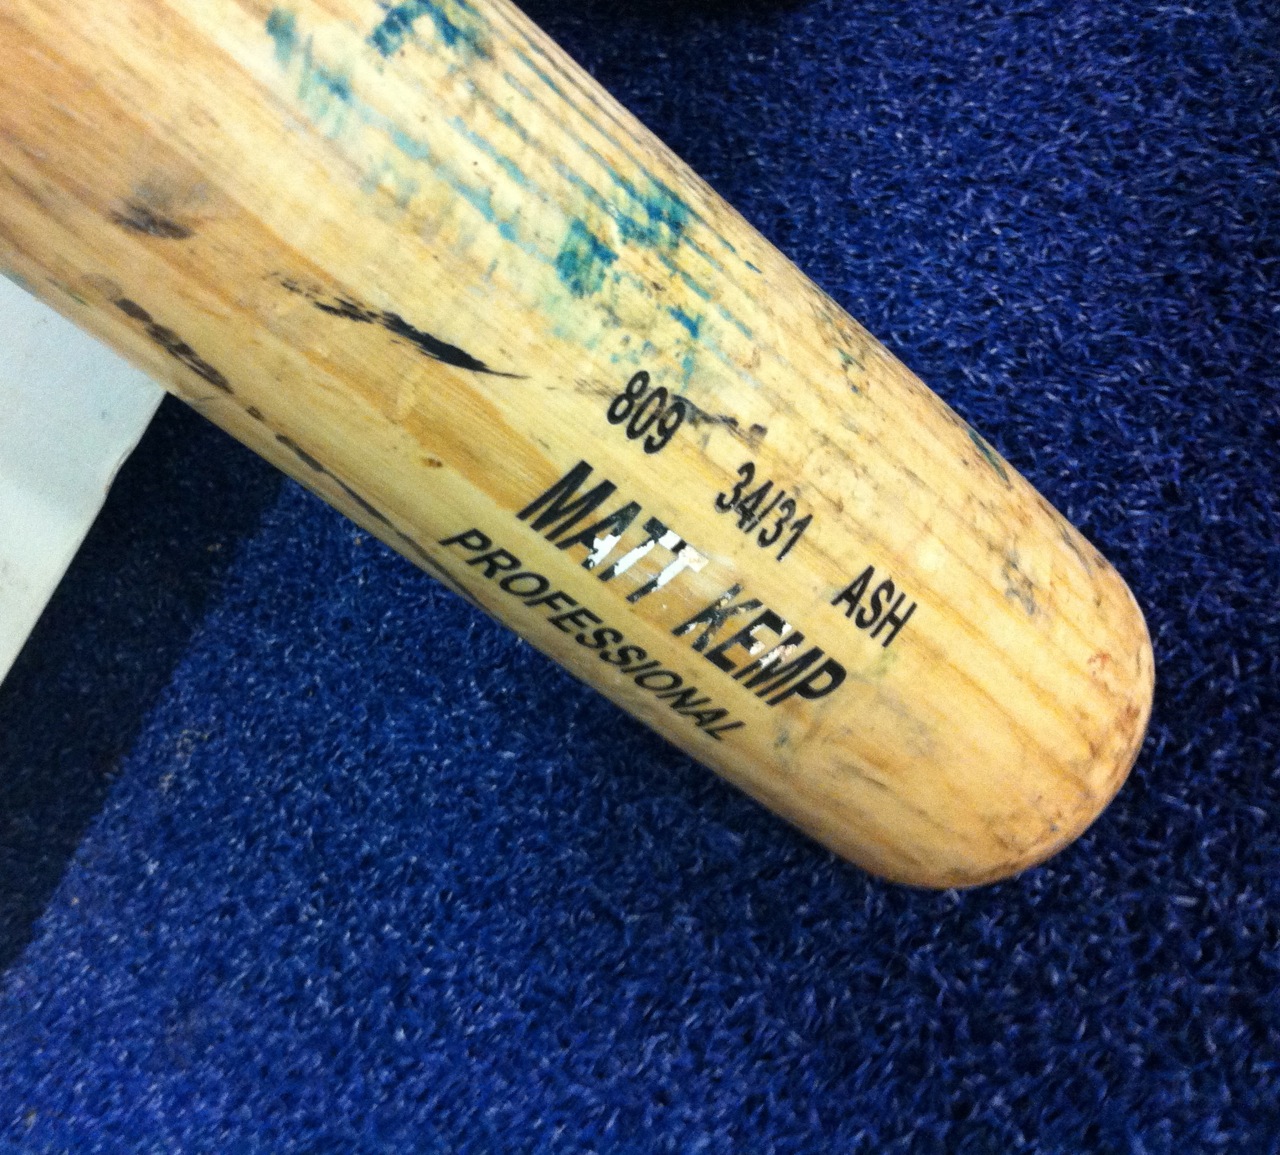 809 34/31 ASH
MATT KEMP
PROFESSIONAL